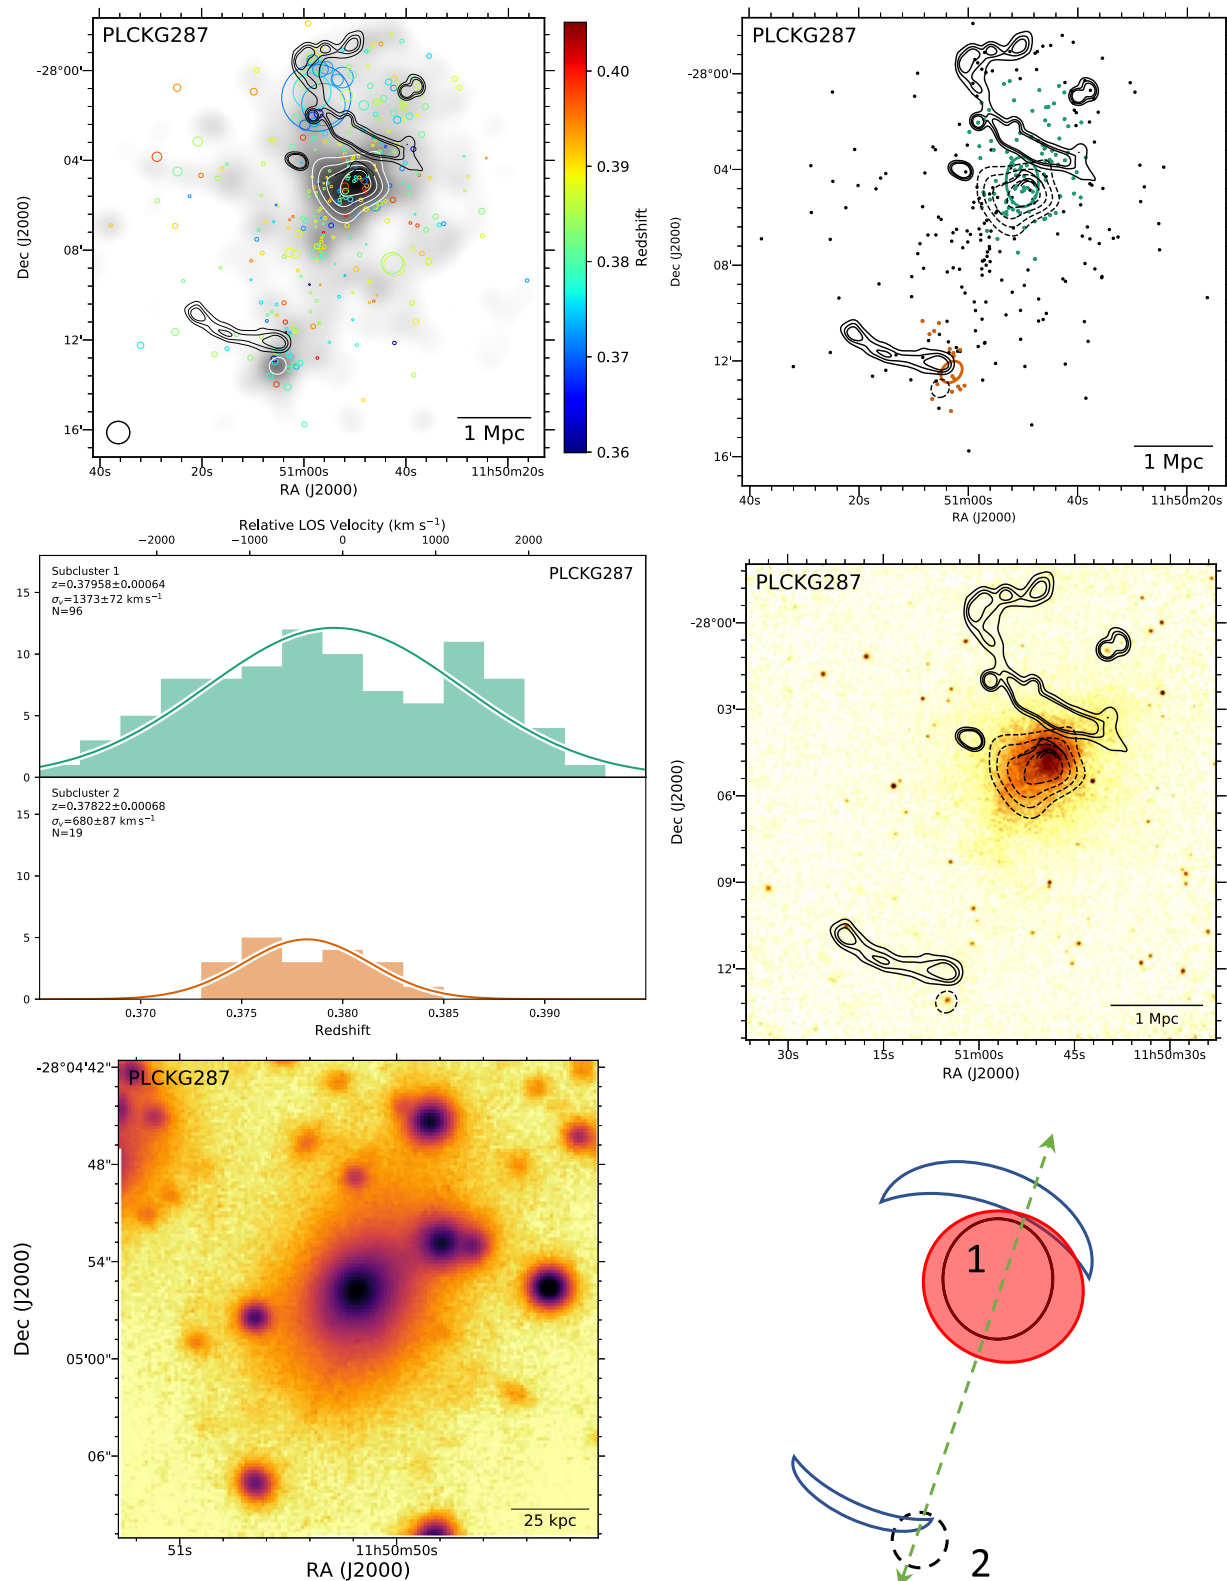 PLCKG287
-28°00'
04'
08'
12'
16'
Dec (J2000)
40s
20s
51m00s
40s
11h50m20s
RA (J2000)
1 Mpc
0.40
0.39
0.38
0.37
0.36
Redshift
PLCKG287
-28°00'
04'
08'
12'
16'
Dec (J2000)
40s
20s
51m00s
40s
11h50m20s
RA (J2000)
1 Mpc
Relative LOS Velocity (km s⁻¹)
−2000
−1000
0
1000
2000
Subcluster 1
z=0.37958±0.00064
σᵥ=1373±72 km s⁻¹
N=96
PLCKG287
15
10
5
0
Subcluster 2
z=0.37822±0.00068
σᵥ=680±87 km s⁻¹
N=19
15
10
5
0
0.370
0.375
0.380
0.385
0.390
Redshift
PLCKG287
-28°00'
03'
06'
09'
12'
Dec (J2000)
30s
15s
51m00s
45s
11h50m30s
RA (J2000)
1 Mpc
PLCKG287
-28°04'42"
48"
54"
05'00"
06"
Dec (J2000)
51s
11h50m50s
RA (J2000)
25 kpc
1
2